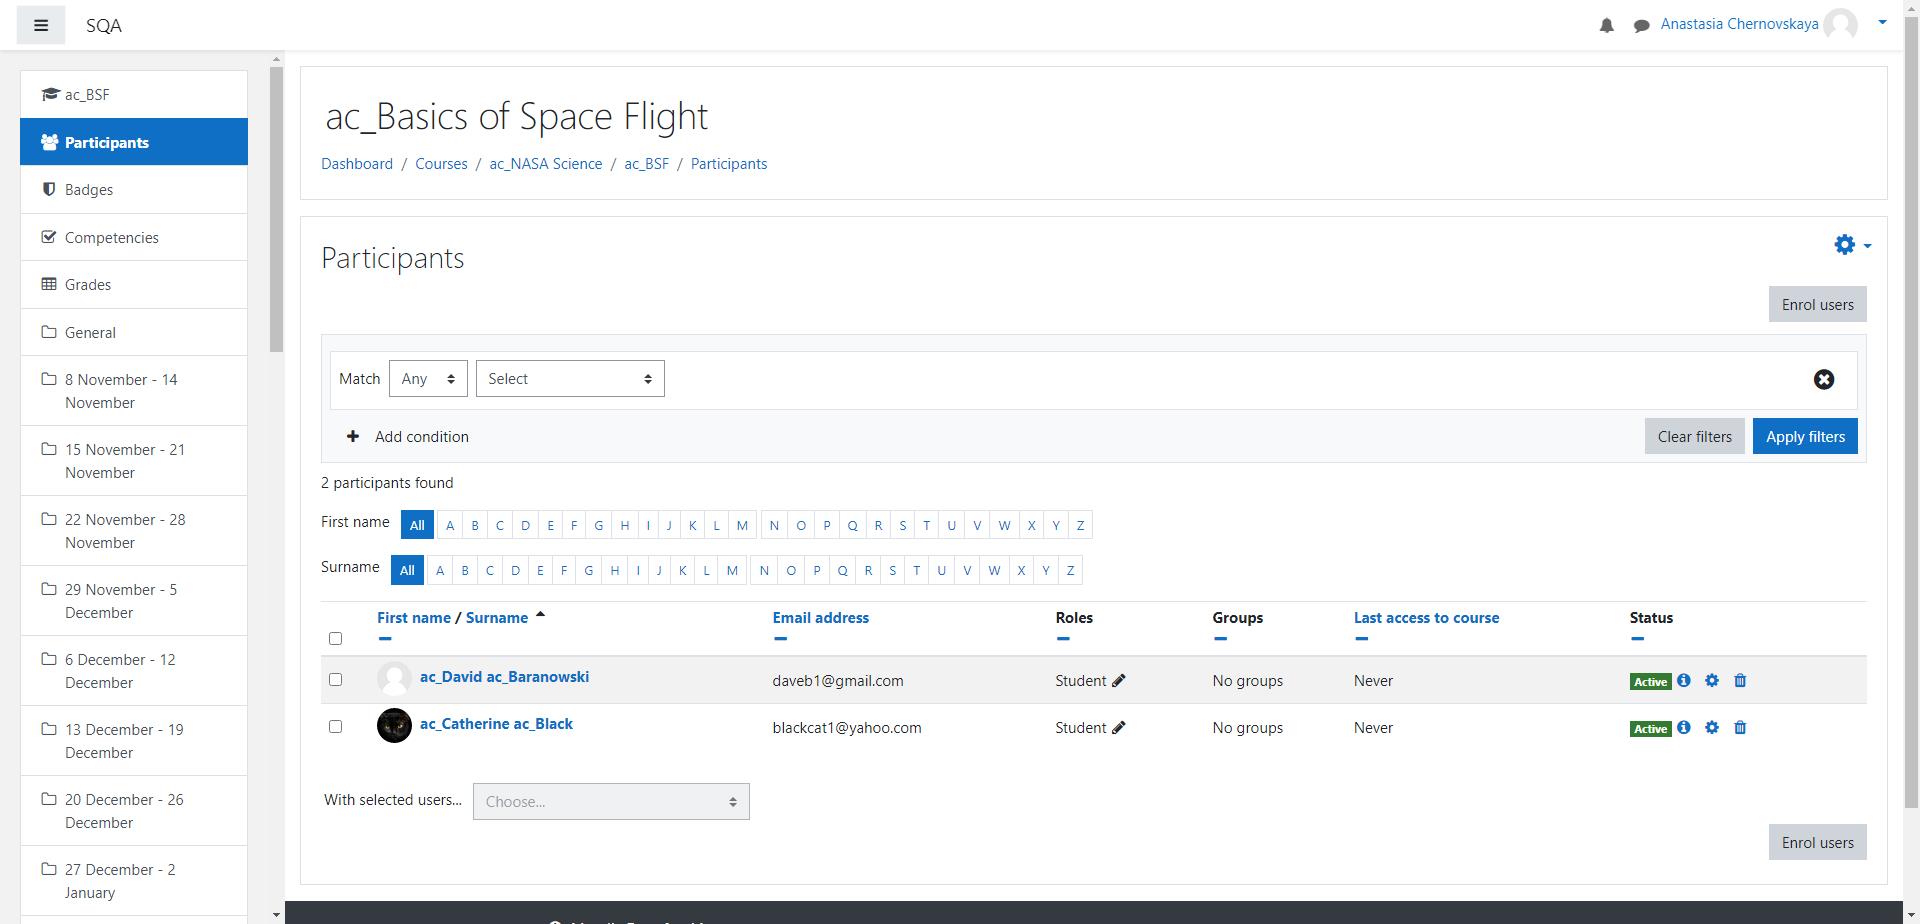 SQA
Anastasia Chernovskaya
ac_BSF
Participants
Badges
Competencies
Grades
General
8 November - 14
November
15 November - 21
November
22 November - 28
November
29 November - 5
December
6 December - 12
December
13 December - 19
December
20 December - 26
December
27 December - 2
January
ac_Basics of Space Flight
Dashboard / Courses / ac_NASA Science / ac_BSF / Participants
Participants
Enrol users
Match Any Select
Add condition
Clear filters Apply filters
2 participants found
First name All A B C D E F G H I J K L M N O P Q R S T U V W X Y Z
Surname All A B C D E F G H I J K L M N O P Q R S T U V W X Y Z
First name / Surname Email address Roles Groups Last access to course Status
ac_David ac_Baranowski daveb1@gmail.com Student No groups Never Active
ac_Catherine ac_Black blackcat1@yahoo.com Student No groups Never Active
With selected users... Choose...
Enrol users